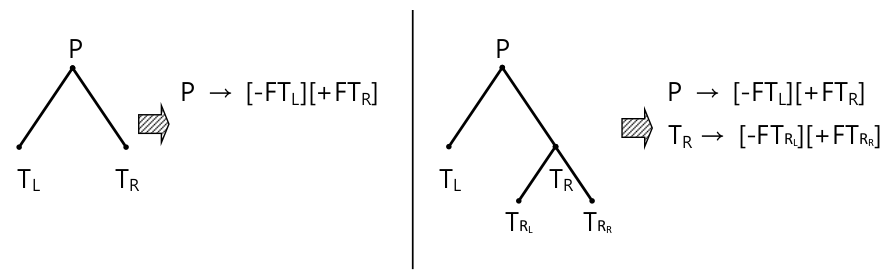 P
P → [-FT_L][+FT_R]
T_L T_R
P
P → [-FT_L][+FT_R]
T_R → [-FT_{R_L}][+FT_{R_R}]
T_L T_R
T_{R_L} T_{R_R}